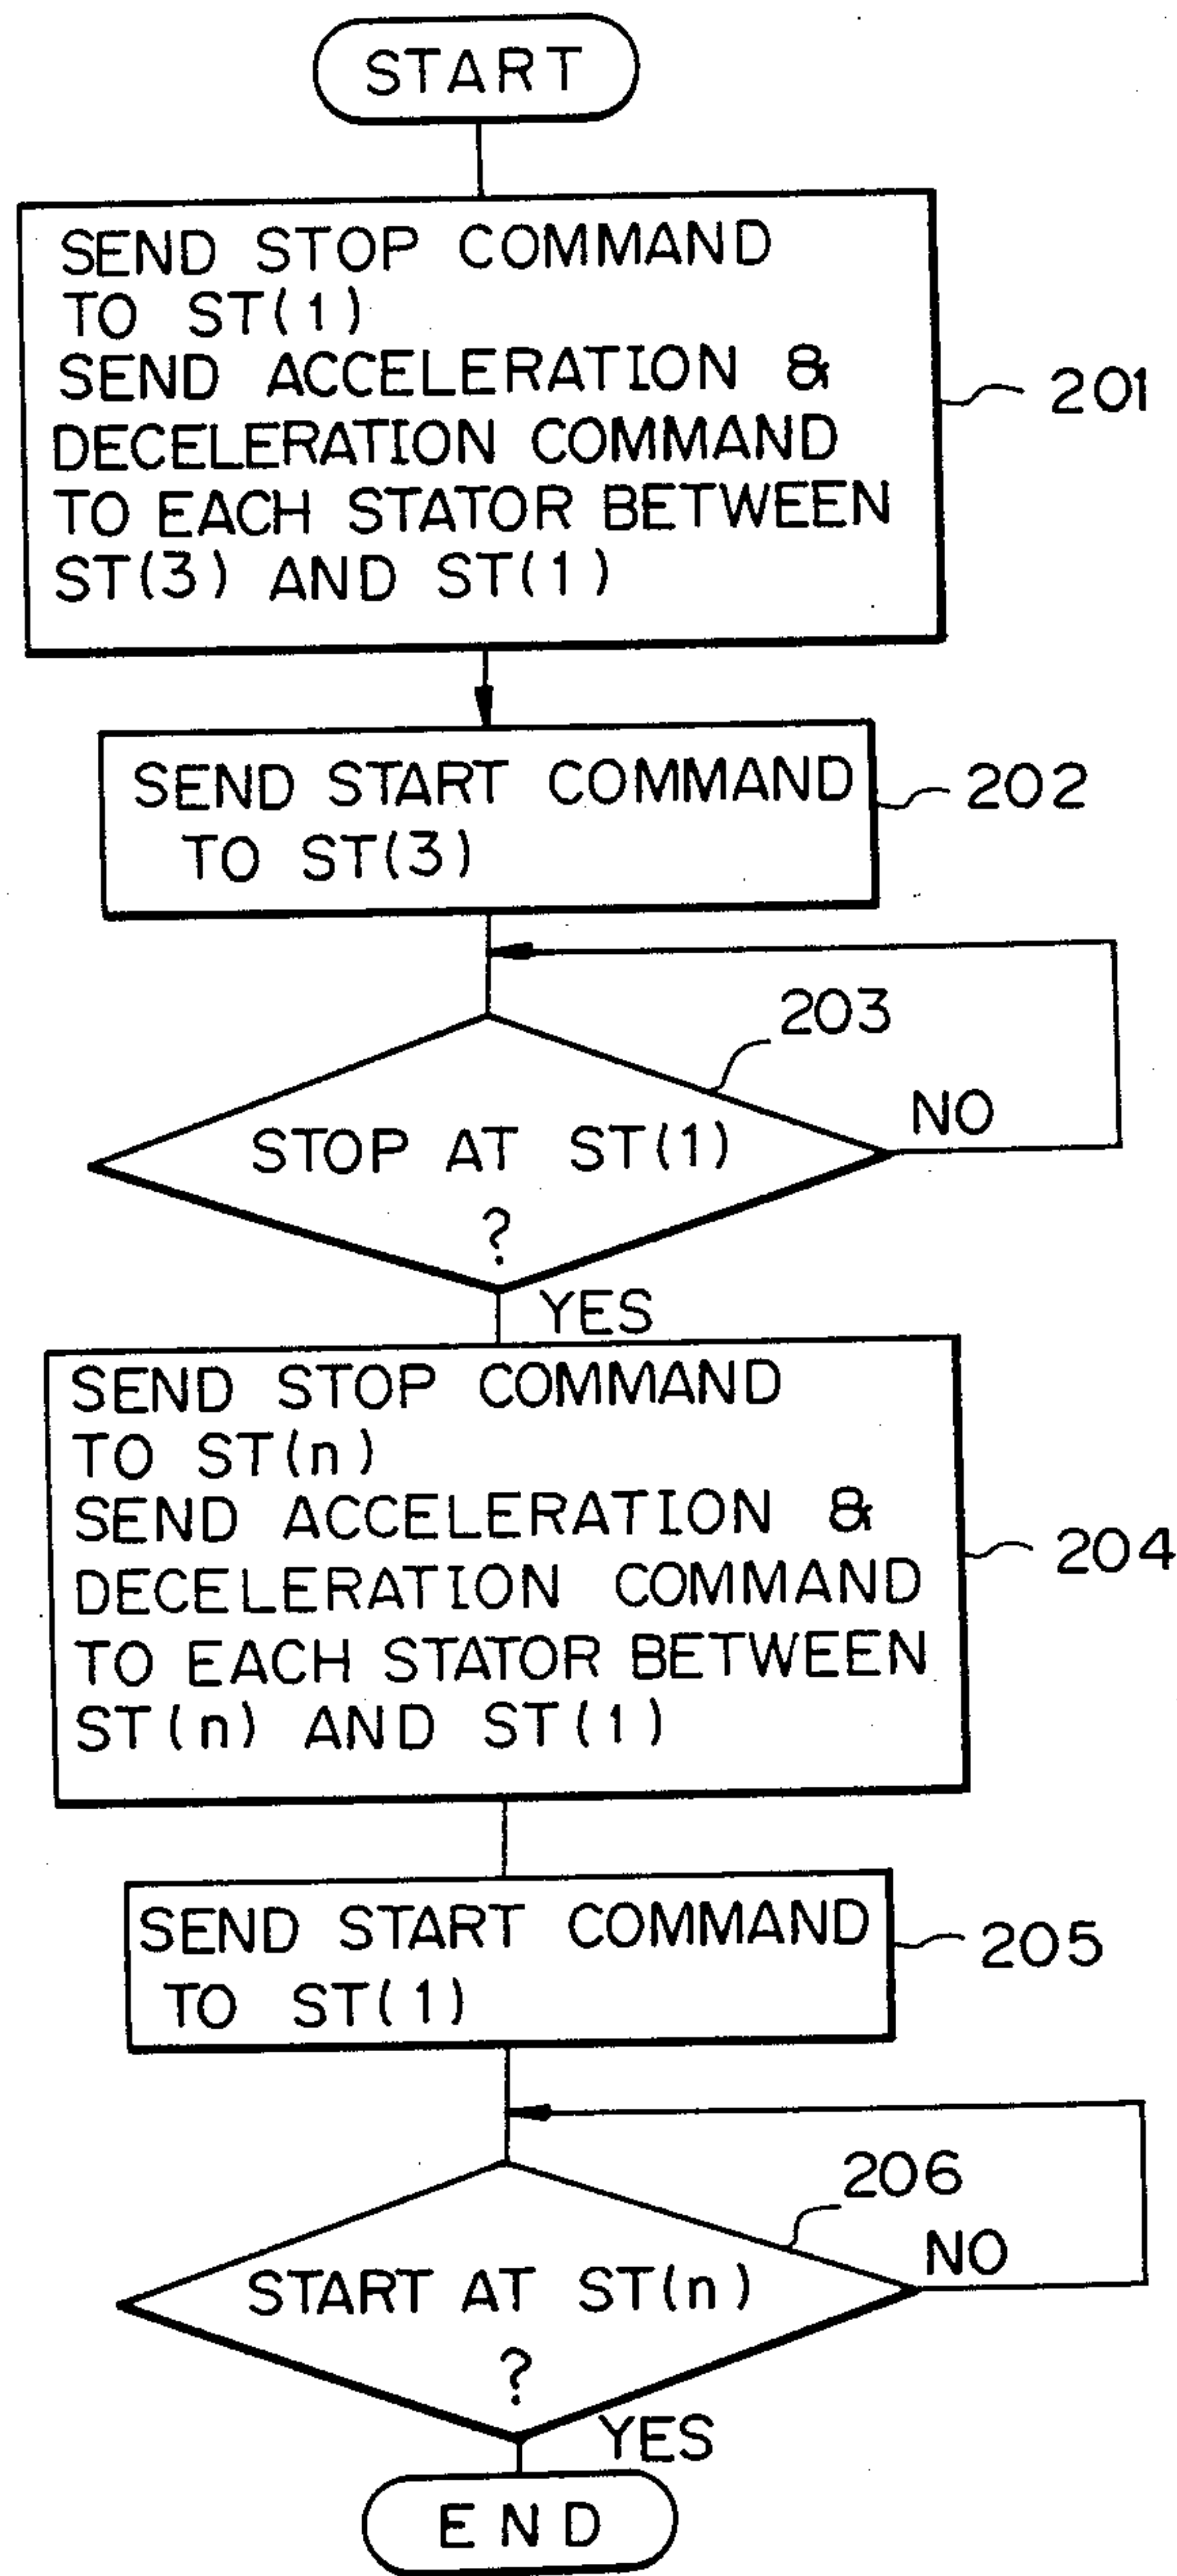 START
SEND STOP COMMAND
TO ST(1)
SEND ACCELERATION &
DECELERATION COMMAND
TO EACH STATOR BETWEEN
ST(3) AND ST(1)
201
SEND START COMMAND
TO ST(3)
202
203
STOP AT ST(1)
?
NO
YES
SEND STOP COMMAND
TO ST(n)
SEND ACCELERATION &
DECELERATION COMMAND
TO EACH STATOR BETWEEN
ST(n) AND ST(1)
204
SEND START COMMAND
TO ST(1)
205
206
START AT ST(n)
?
NO
YES
END